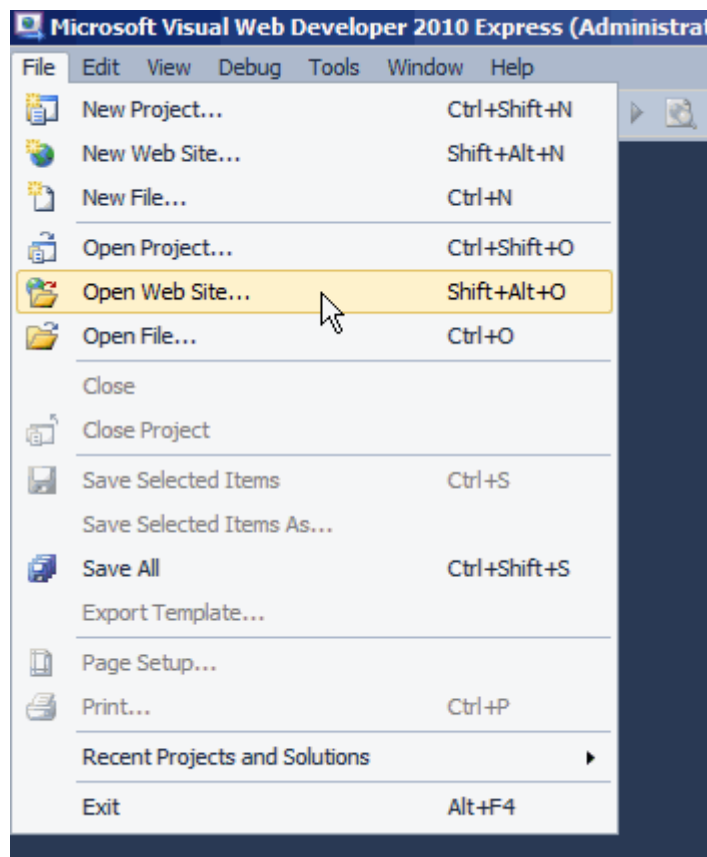 Microsoft Visual Web Developer 2010 Express (Administrat
File Edit View Debug Tools Window Help
New Project... Ctrl+Shift+N
New Web Site... Shift+Alt+N
New File... Ctrl+N
Open Project... Ctrl+Shift+O
Open Web Site... Shift+Alt+O
Open File... Ctrl+O
Close
Close Project
Save Selected Items Ctrl+S
Save Selected Items As...
Save All Ctrl+Shift+S
Export Template...
Page Setup...
Print... Ctrl+P
Recent Projects and Solutions
Exit Alt+F4